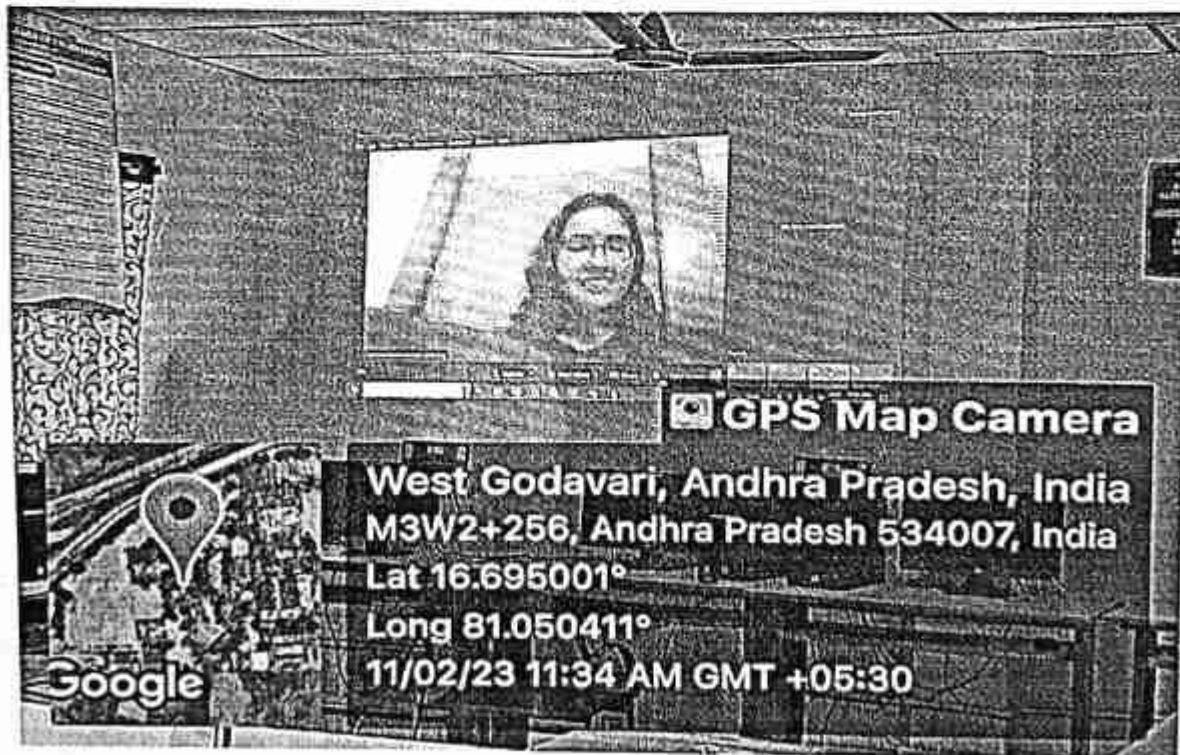 GPS Map Camera
West Godavari, Andhra Pradesh, India
M3W2+256, Andhra Pradesh 534007, India
Lat 16.695001°
Long 81.050411°
11/02/23 11:34 AM GMT +05:30
Google